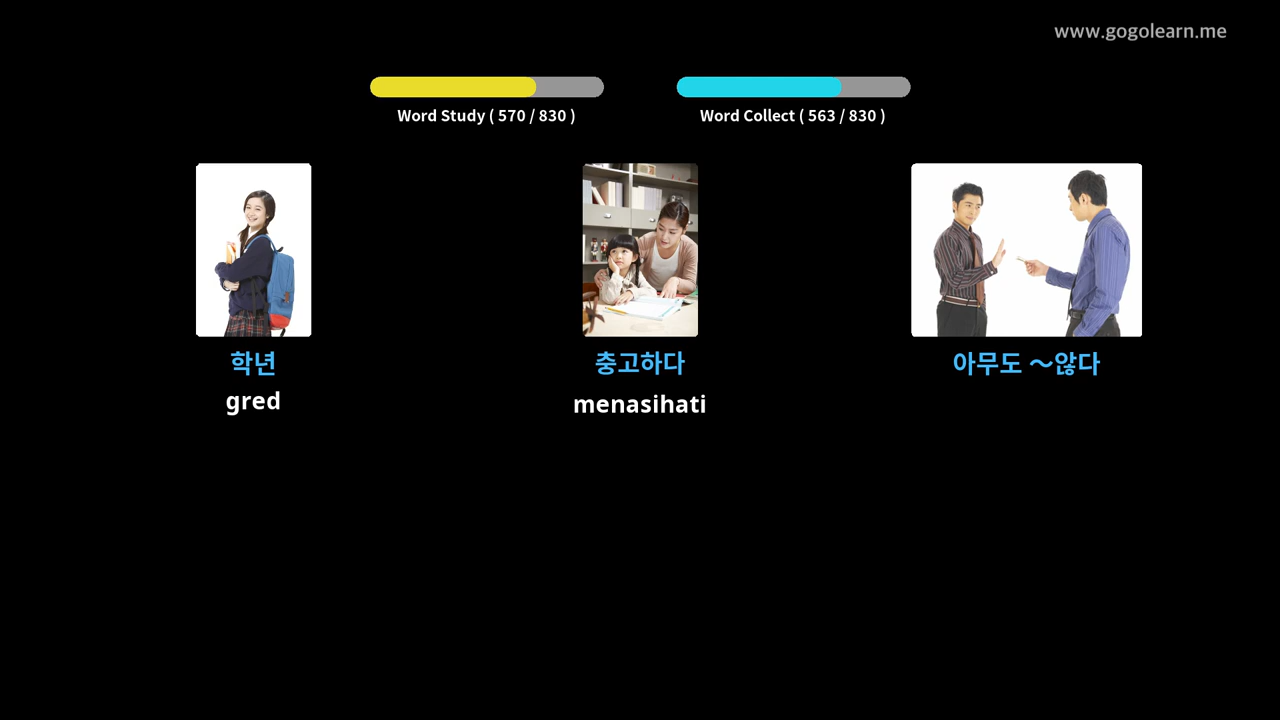 www.gogolearn.me
Word Study ( 570 / 830 )
Word Collect ( 563 / 830 )
학년
gred
충고하다
menasihati
아무도 ～않다